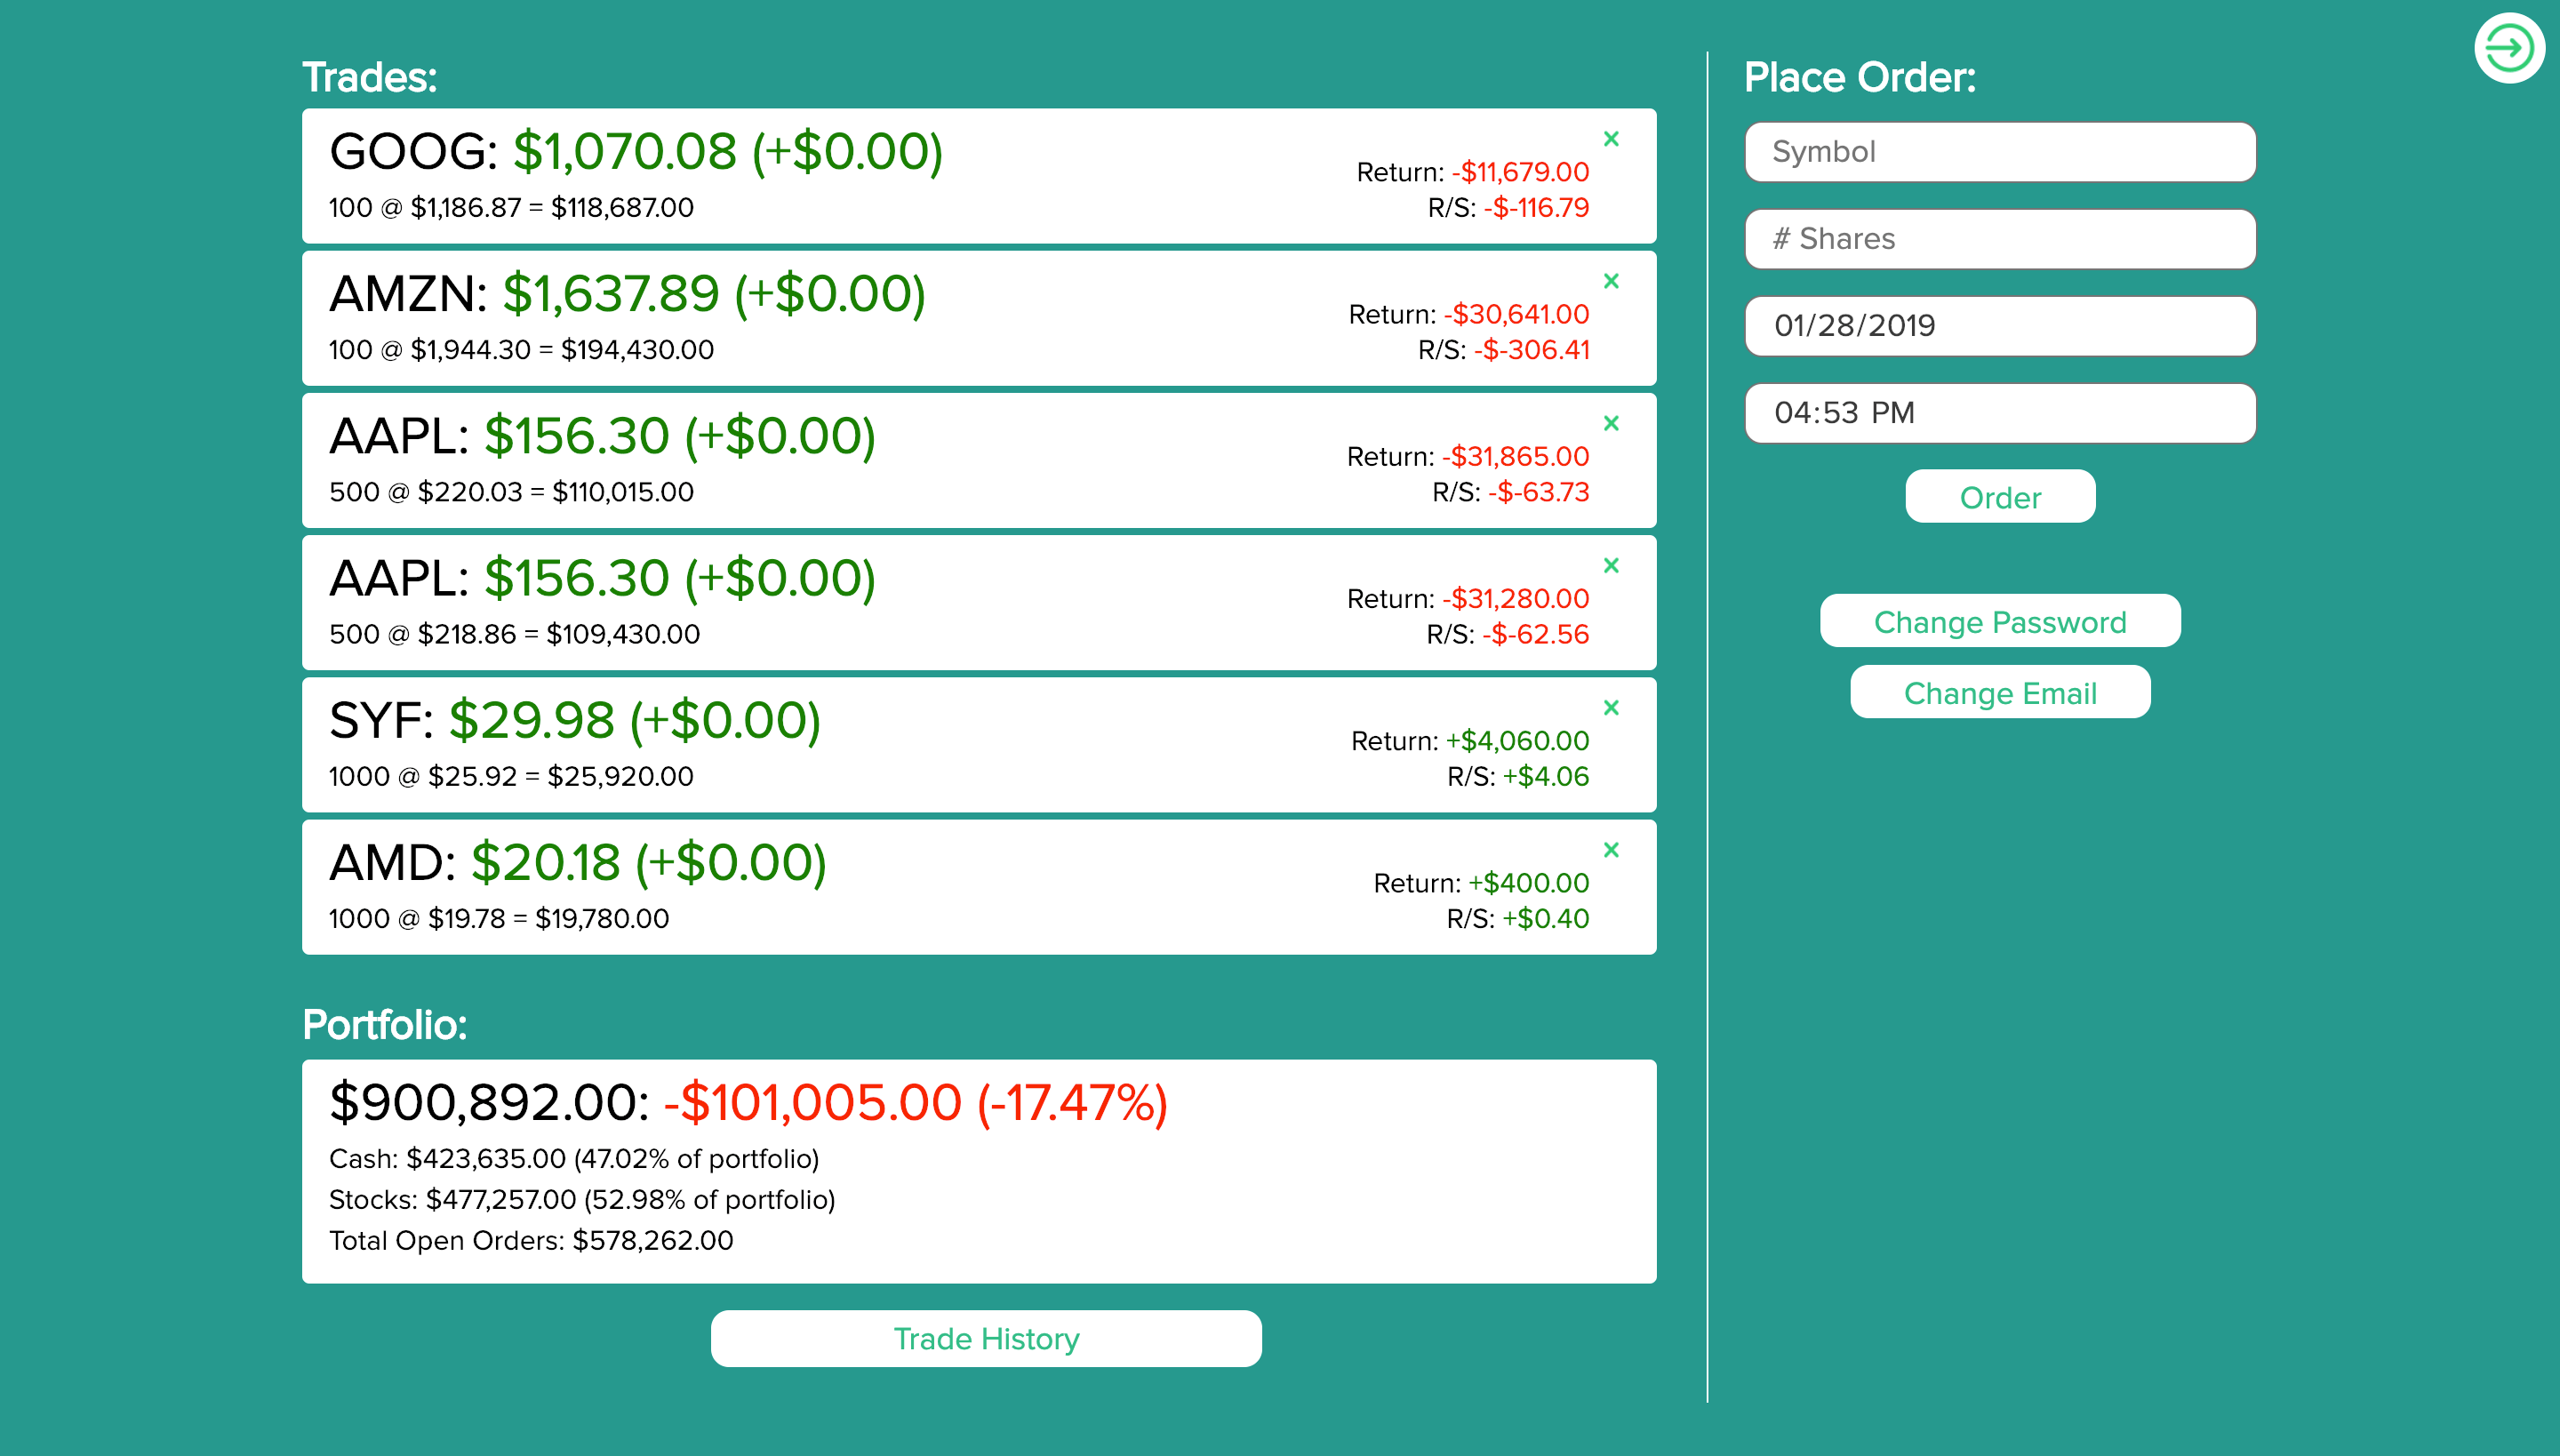 Trades:
GOOG: $1,070.08 (+$0.00)
100 @ $1,186.87 = $118,687.00
Return: -$11,679.00
R/S: -$-116.79
AMZN: $1,637.89 (+$0.00)
100 @ $1,944.30 = $194,430.00
Return: -$30,641.00
R/S: -$-306.41
AAPL: $156.30 (+$0.00)
500 @ $220.03 = $110,015.00
Return: -$31,865.00
R/S: -$-63.73
AAPL: $156.30 (+$0.00)
500 @ $218.86 = $109,430.00
Return: -$31,280.00
R/S: -$-62.56
SYF: $29.98 (+$0.00)
1000 @ $25.92 = $25,920.00
Return: +$4,060.00
R/S: +$4.06
AMD: $20.18 (+$0.00)
1000 @ $19.78 = $19,780.00
Return: +$400.00
R/S: +$0.40
Portfolio:
$900,892.00: -$101,005.00 (-17.47%)
Cash: $423,635.00 (47.02% of portfolio)
Stocks: $477,257.00 (52.98% of portfolio)
Total Open Orders: $578,262.00
Trade History
Place Order:
Symbol
# Shares
01/28/2019
04:53 PM
Order
Change Password
Change Email